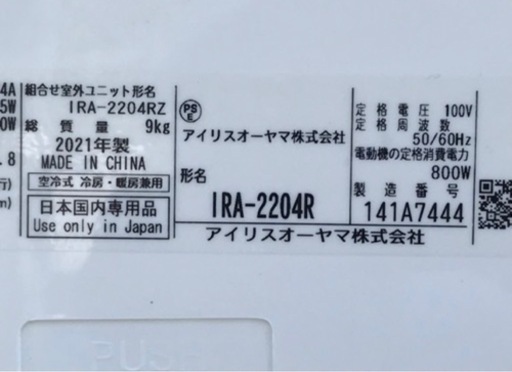 4A
5W
0W
.8
組合せ室外ユニット形名
IRA-2204RZ
総質量 9kg
2021年製
MADE IN CHINA
空冷式 冷房・暖房兼用
日本国内専用品
Use only in Japan
PS
E
アイリスオーヤマ株式会社
形名
IRA-2204R
アイリスオーヤマ株式会社
定格電圧 100V
定格周波数
50/60Hz
電動機の定格消費電力
800W
製造番号
141A7444
PUSH